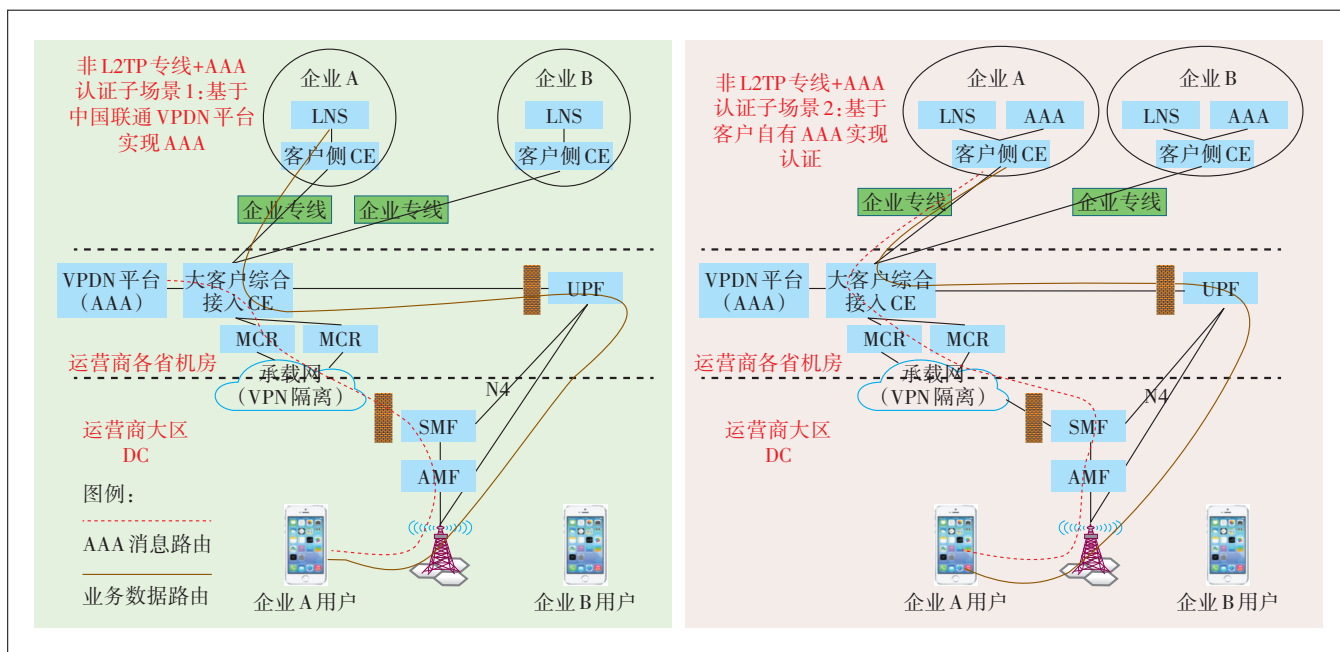 非L2TP专线+AAA
认证子场景1:基于
中国联通VPDN平台
实现AAA
企业A
LNS
客户侧CE
企业B
LNS
客户侧CE
企业专线
企业专线
VPDN平台
（AAA）
大客户综合
接入CE
UPF
MCR
MCR
运营商各省机房
承载网
（VPN隔离）
N4
SMF
运营商大区
DC
AMF
图例：
AAA消息路由
业务数据路由
企业A用户
企业B用户
非L2TP专线+AAA
认证子场景2:基于
客户自有AAA实现
认证
企业A
LNS
AAA
客户侧CE
企业B
LNS
AAA
客户侧CE
企业专线
企业专线
VPDN平台
（AAA）
大客户综合
接入CE
UPF
MCR
MCR
运营商各省机房
承载网
（VPN隔离）
N4
SMF
运营商大区
DC
AMF
企业A用户
企业B用户